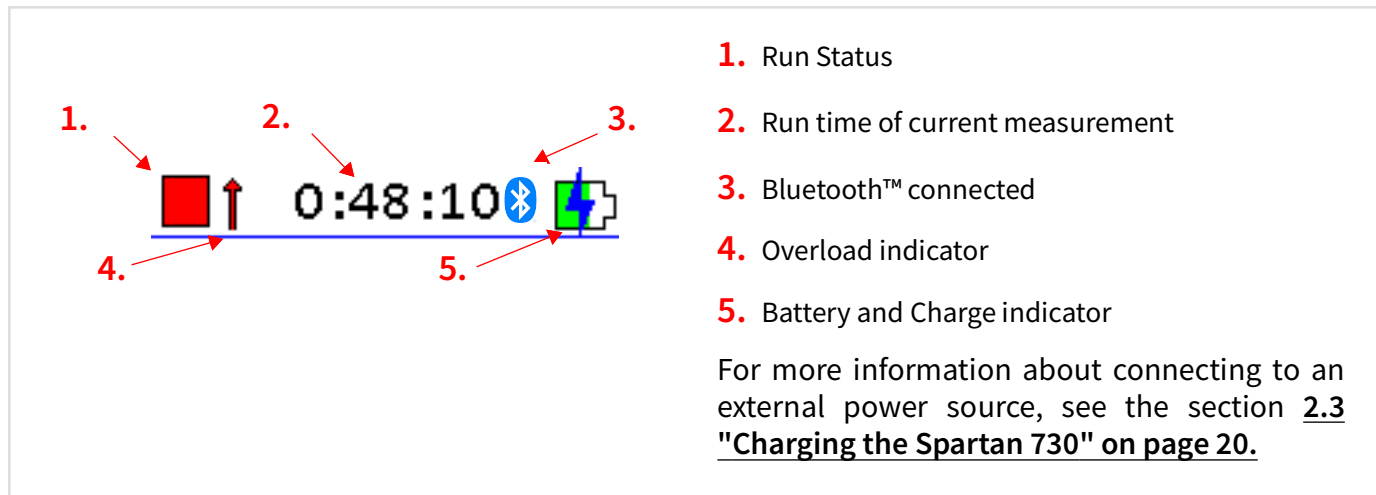 1. Run Status
1. 2. 3. 2. Run time of current measurement
0:48:10 3. Bluetooth™ connected
4. 5. 4. Overload indicator
5. Battery and Charge indicator
For more information about connecting to an
external power source, see the section 2.3
"Charging the Spartan 730" on page 20.